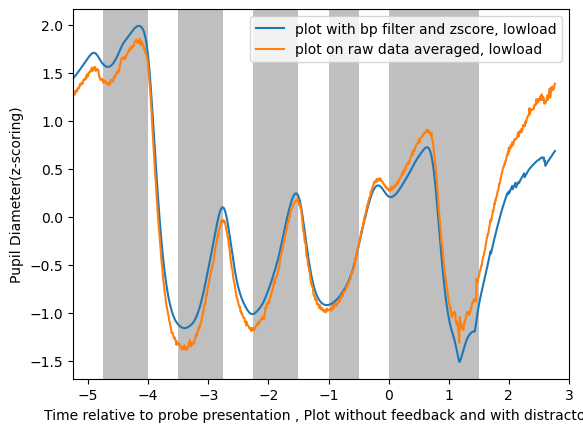 plot with bp filter and zscore, lowload
plot on raw data averaged, lowload
Pupil Diameter(z-scoring)
2.0
1.5
1.0
0.5
0.0
−0.5
−1.0
−1.5
−5 −4 −3 −2 −1 0 1 2 3
Time relative to probe presentation , Plot without feedback and with distracto